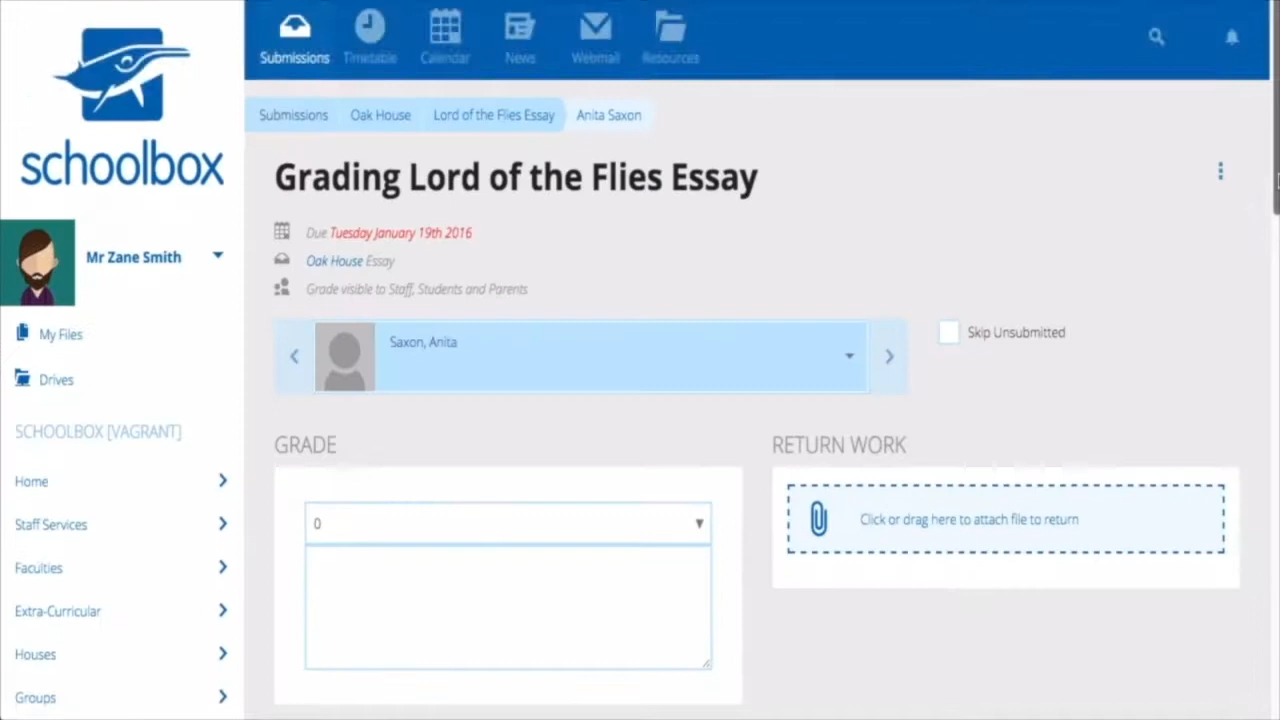 schoolbox
Mr Zane Smith
My Files
Drives
SCHOOLBOX [VAGRANT]
Home
Staff Services
Faculties
Extra-Curricular
Houses
Groups
Submissions Timetable Calendar News Webmail Resources
Submissions Oak House Lord of the Flies Essay Anita Saxon
Grading Lord of the Flies Essay
Due Tuesday January 19th 2016
Oak House Essay
Grade visible to Staff, Students and Parents
Saxon, Anita
Skip Unsubmitted
GRADE
0
RETURN WORK
Click or drag here to attach file to return